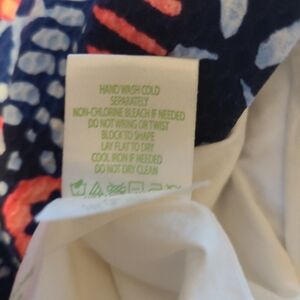 HAND WASH COLD
SEPARATELY
NON-CHLORINE BLEACH IF NEEDED
DO NOT WRING OR TWIST
BLOCK TO SHAPE
LAY FLAT TO DRY
COOL IRON IF NEEDED
DO NOT DRY CLEAN